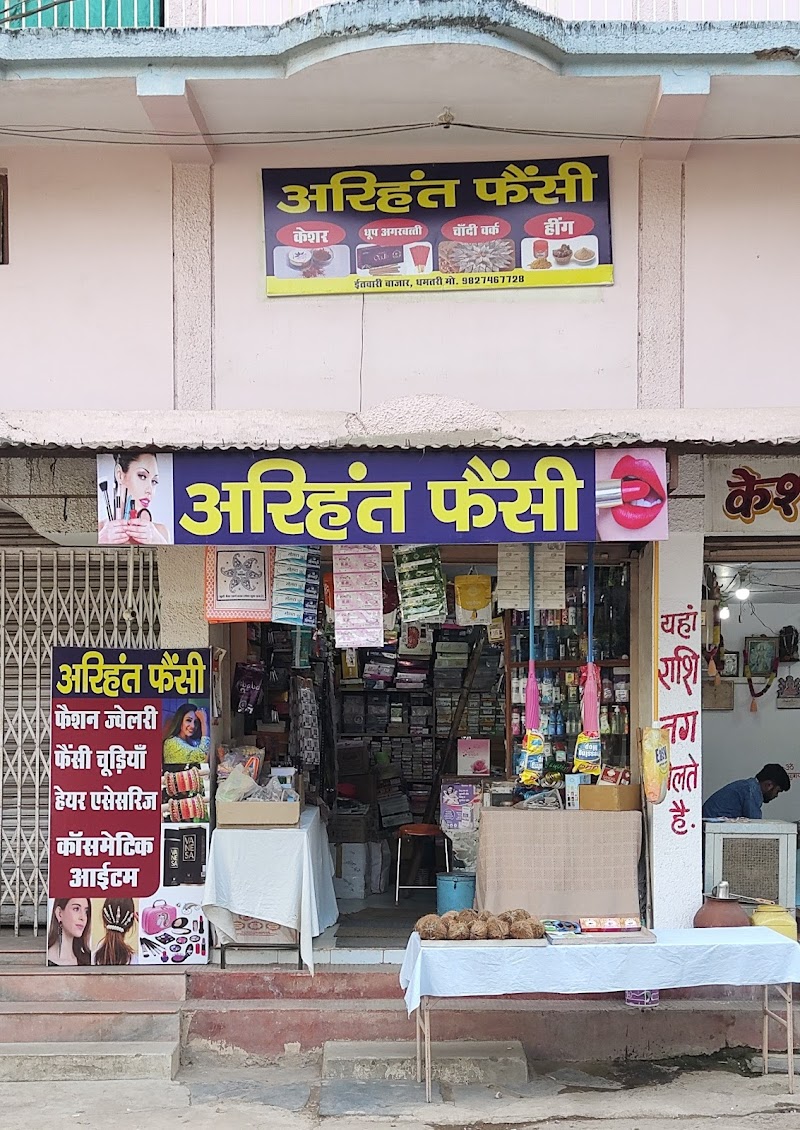 अरिहंत फैंसी
केशर
धूप अगरबत्ती
चाँदी वर्क
हींग
ईतवारी बाजार, धमतरी मो. 9827467728
अरिहंत फैंसी
अरिहंत फैंसी
फैशन ज्वेलरी
फैंसी चूड़ियाँ
हेयर एसेसरिज
कॉसमेटिक
आईटम
VANESA
यहां
राशि
नग
मिलते
है.